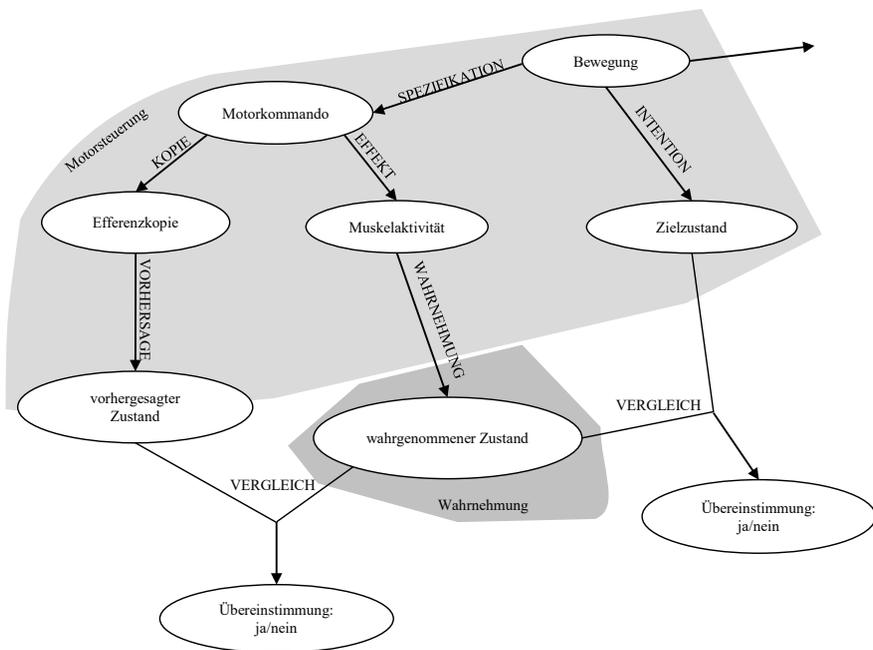 Bewegung
SPEZIFIKATION
Motorkommando
Motorsteuerung
KOPIE
EFFEKT
INTENTION
Efferenzkopie
Muskelaktivität
Zielzustand
VORHERSAGE
WAHRNEHMUNG
vorhergesagter
Zustand
VERGLEICH
wahrgenommener Zustand
VERGLEICH
Wahrnehmung
Übereinstimmung:
ja/nein
Übereinstimmung:
ja/nein